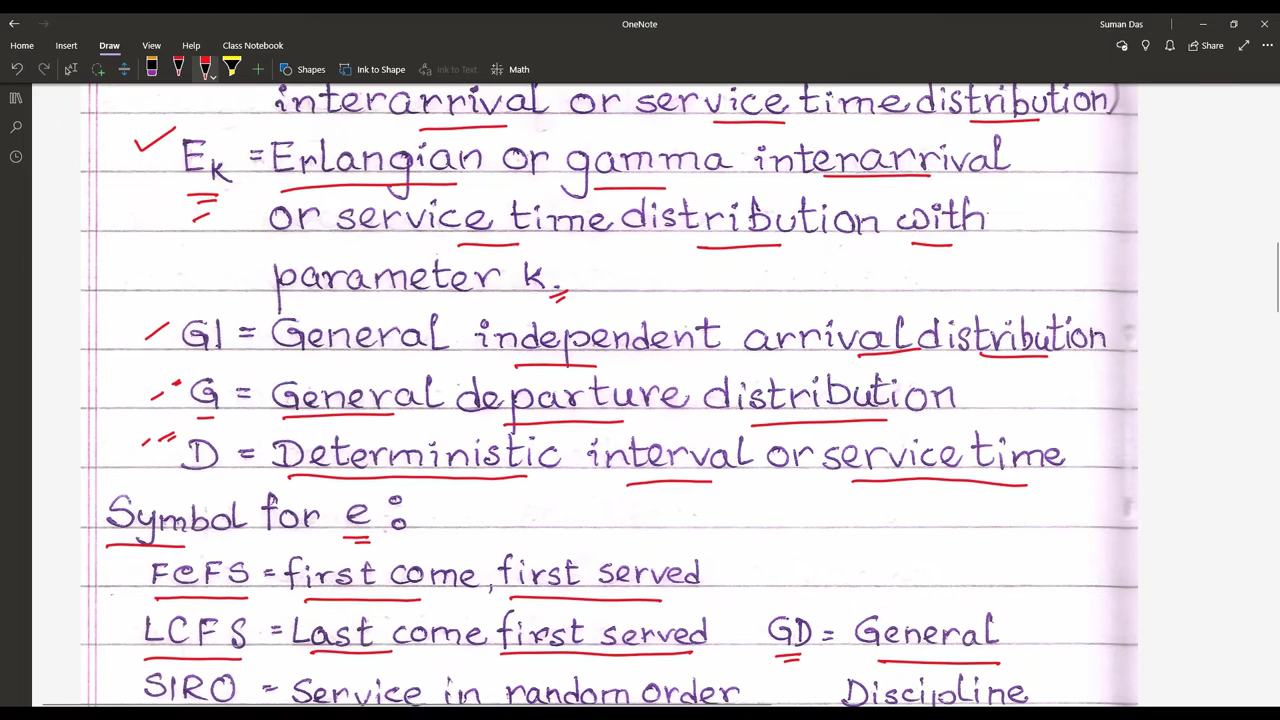 OneNote
Suman Das
Home Insert Draw View Help Class Notebook
Share
Shapes Ink to Shape Ink to Text Math
interarrival or service time distribution)
Ek = Erlangian or gamma interarrival
or service time distribution with
parameter k.
GI = General independent arrival distribution
G = General departure distribution
D = Deterministic interval or service time
Symbol for e :
FCFS = first come, first served
LCFS = Last come first served GD = General
SIRO = Service in random order Discipline